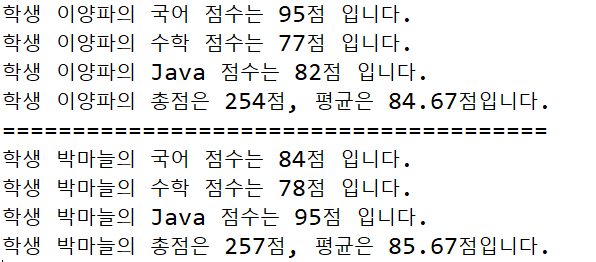 학생 이양파의 국어 점수는 95점 입니다.
학생 이양파의 수학 점수는 77점 입니다.
학생 이양파의 Java 점수는 82점 입니다.
학생 이양파의 총점은 254점, 평균은 84.67점입니다.
=======================================
학생 박마늘의 국어 점수는 84점 입니다.
학생 박마늘의 수학 점수는 78점 입니다.
학생 박마늘의 Java 점수는 95점 입니다.
학생 박마늘의 총점은 257점, 평균은 85.67점입니다.